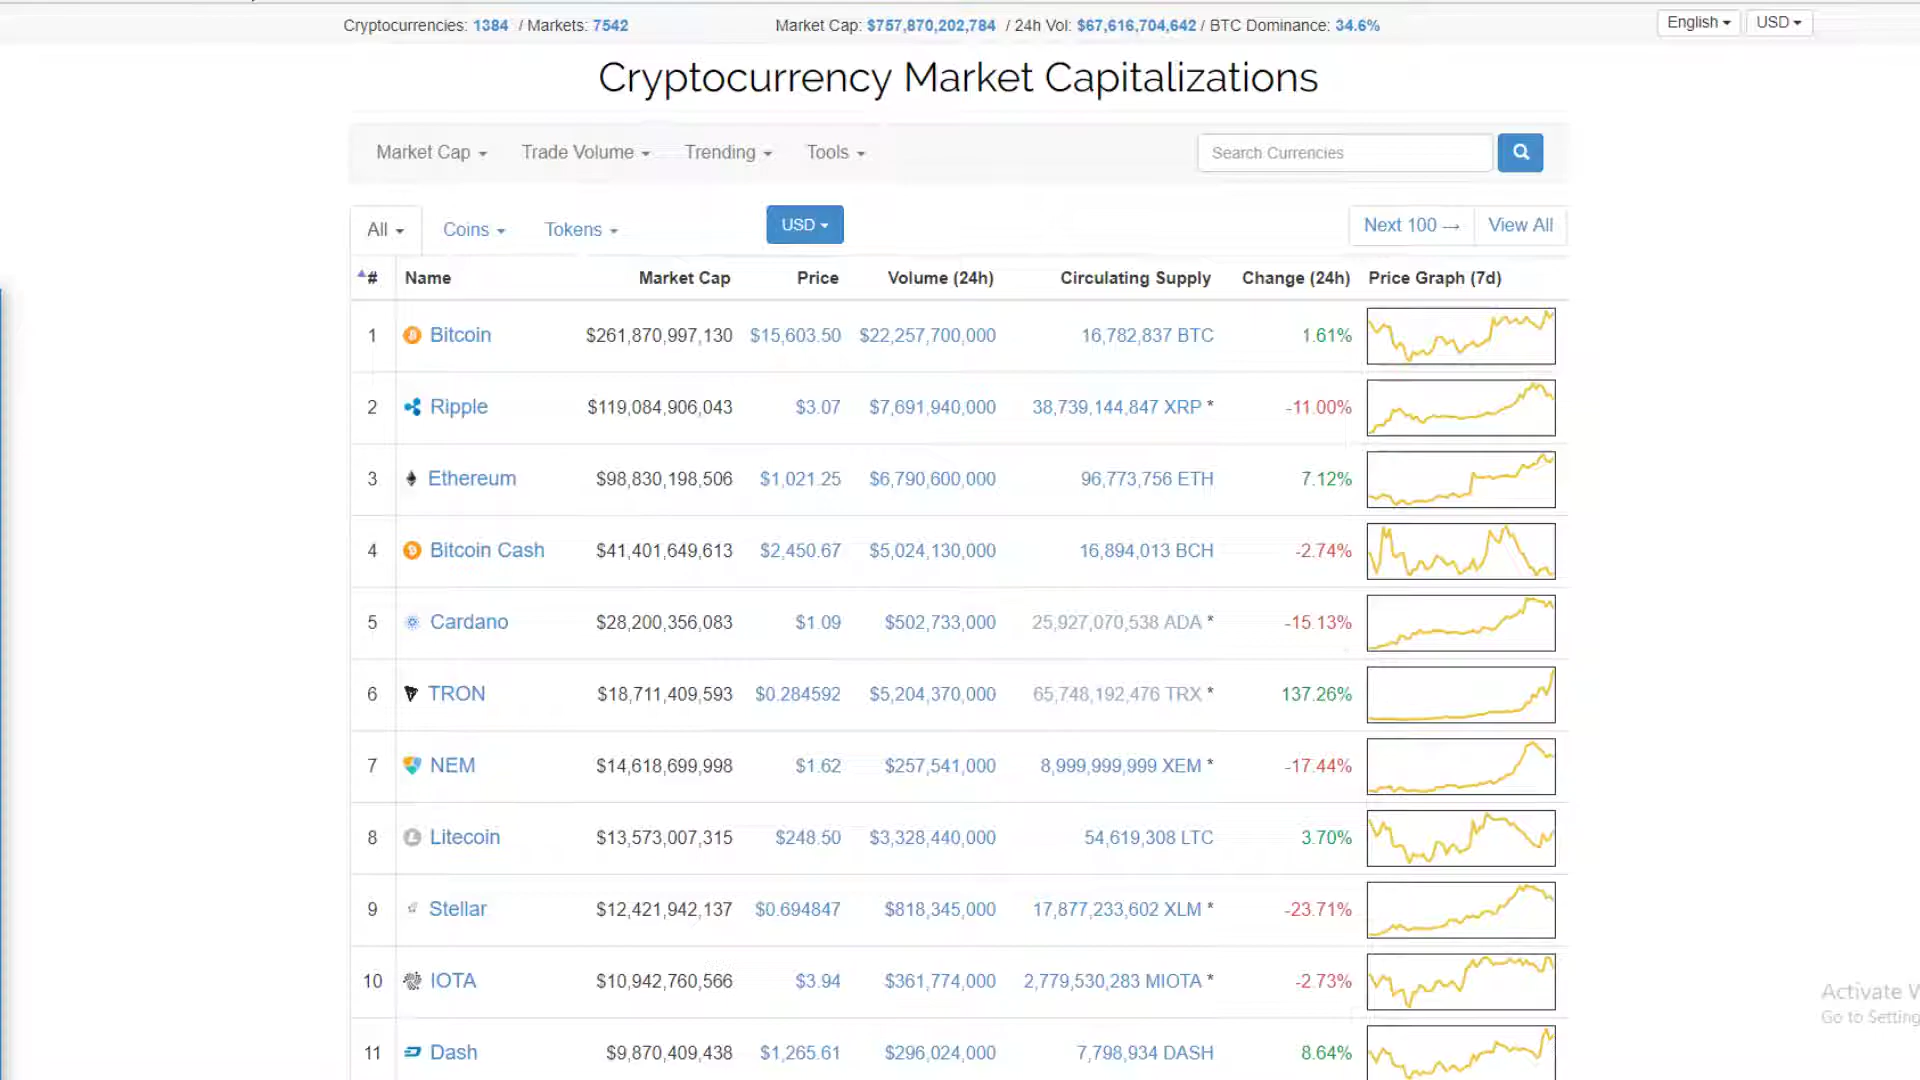 Cryptocurrencies: 1384 / Markets: 7542 Market Cap: $757,870,202,784 / 24h Vol: $67,616,704,642 / BTC Dominance: 34.6% English USD
Cryptocurrency Market Capitalizations
Market Cap Trade Volume Trending Tools Search Currencies
All Coins Tokens USD Next 100 → View All
# Name Market Cap Price Volume (24h) Circulating Supply Change (24h) Price Graph (7d)
1 Bitcoin $261,870,997,130 $15,603.50 $22,257,700,000 16,782,837 BTC 1.61%
2 Ripple $119,084,906,043 $3.07 $7,691,940,000 38,739,144,847 XRP * -11.00%
3 Ethereum $98,830,198,506 $1,021.25 $6,790,600,000 96,773,756 ETH 7.12%
4 Bitcoin Cash $41,401,649,613 $2,450.67 $5,024,130,000 16,894,013 BCH -2.74%
5 Cardano $28,200,356,083 $1.09 $502,733,000 25,927,070,538 ADA * -15.13%
6 TRON $18,711,409,593 $0.284592 $5,204,370,000 65,748,192,476 TRX * 137.26%
7 NEM $14,618,699,998 $1.62 $257,541,000 8,999,999,999 XEM * -17.44%
8 Litecoin $13,573,007,315 $248.50 $3,328,440,000 54,619,308 LTC 3.70%
9 Stellar $12,421,942,137 $0.694847 $818,345,000 17,877,233,602 XLM * -23.71%
10 IOTA $10,942,760,566 $3.94 $361,774,000 2,779,530,283 MIOTA * -2.73%
Activate W
Go to Setting
11 Dash $9,870,409,438 $1,265.61 $296,024,000 7,798,934 DASH 8.64%